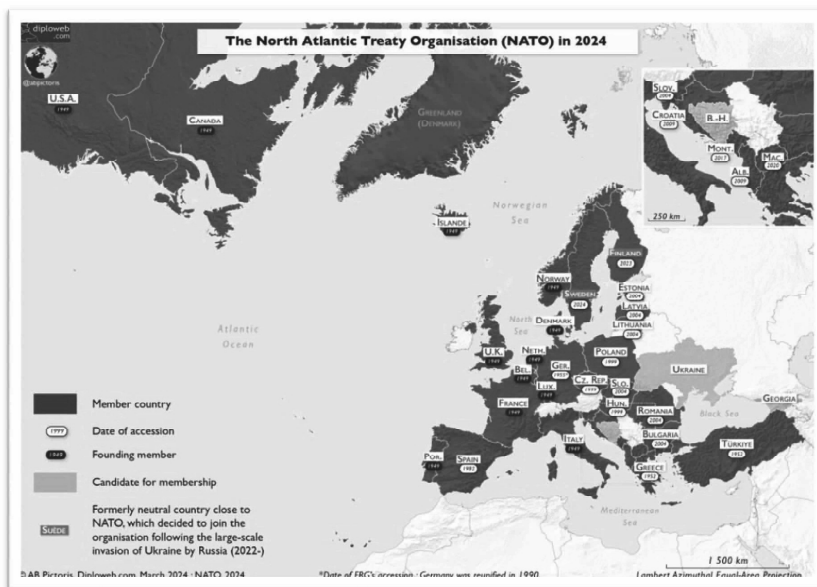 diploweb
.com
@abpictoris
The North Atlantic Treaty Organisation (NATO) in 2024
U.S.A.
1949
CANADA
1949
GREENLAND
(DENMARK)
SLOV.
2004
CROATIA
2009
B.-H.
MONT.
2017
MAC.
2020
ALB.
2009
250 km
Norwegian
Sea
ISLANDE
1949
FINLAND
2023
NORWAY
1949
SWEDEN
2024
ESTONIA
2004
LATVIA
2004
LITHUANIA
2004
Atlantic
Ocean
North
Sea
DENMARK
1949
U.K.
1949
NETH.
1949
BEL.
1949
LUX.
1949
GER.
1955*
POLAND
1999
CZ. REP.
1999
SLO.
2004
HUN.
1999
UKRAINE
GEORGIA
FRANCE
1949
ROMANIA
2004
Black Sea
BULGARIA
2004
ITALY
1949
TÜRKIYE
1952
POR.
1949
SPAIN
1982
GREECE
1952
Mediterranean
Sea
Member country
1999
Date of accession
1949
Founding member
Candidate for membership
SUÈDE
Formerly neutral country close to
NATO, which decided to join the
organisation following the large-scale
invasion of Ukraine by Russia (2022-)
1 500 km
© AB Pictoris, Diploweb.com, March 2024 : NATO, 2024
*Date of FRG's accessing ; Germany was reunified in 1990
Lambert Azimuthal Equal-Area Projection